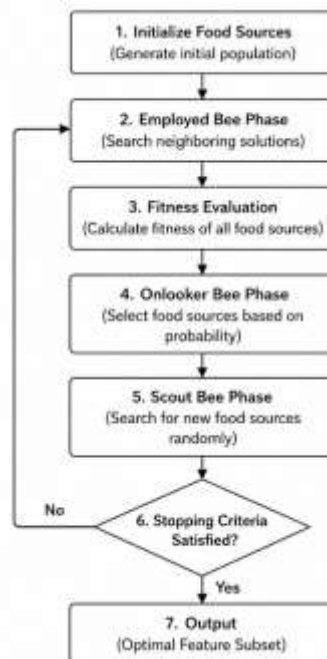 1. Initialize Food Sources
(Generate initial population)
2. Employed Bee Phase
(Search neighboring solutions)
3. Fitness Evaluation
(Calculate fitness of all food sources)
4. Onlooker Bee Phase
(Select food sources based on
probability)
5. Scout Bee Phase
(Search for new food sources
randomly)
No
6. Stopping Criteria
Satisfied?
Yes
7. Output
(Optimal Feature Subset)